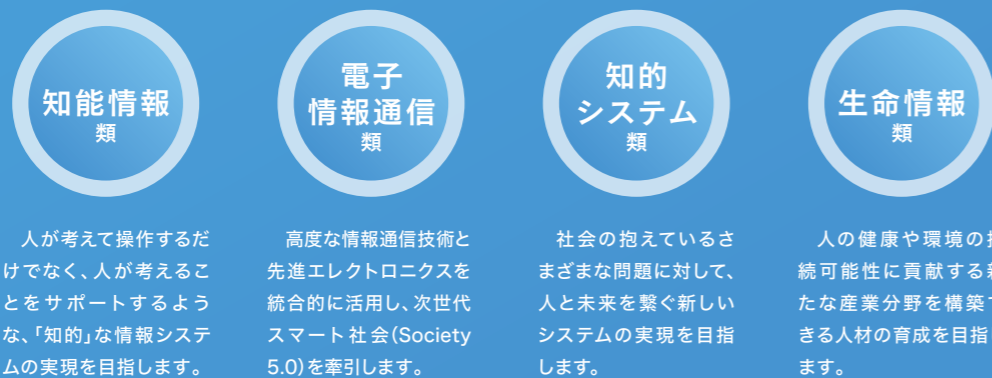 知能情報
類
人が考えて操作するだ
けでなく、人が考えるこ
とをサポートするよう
な、「知的」な情報システ
ムの実現を目指します。
電子
情報通信
類
高度な情報通信技術と
先進エレクトロニクスを
統合的に活用し、次世代
スマート社会(Society
5.0)を牽引します。
知的
システム
類
社会の抱えているさ
まざまな問題に対して、
人と未来を繋ぐ新しい
システムの実現を目指
します。
生命情報
類
人の健康や環境の
続可能性に貢献する
たな産業分野を構築
きる人材の育成を目指
ます。